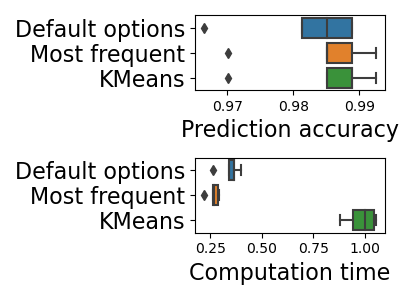 Default options
Most frequent
KMeans
0.97 0.98 0.99
Prediction accuracy
Default options
Most frequent
KMeans
0.25 0.50 0.75 1.00
Computation time